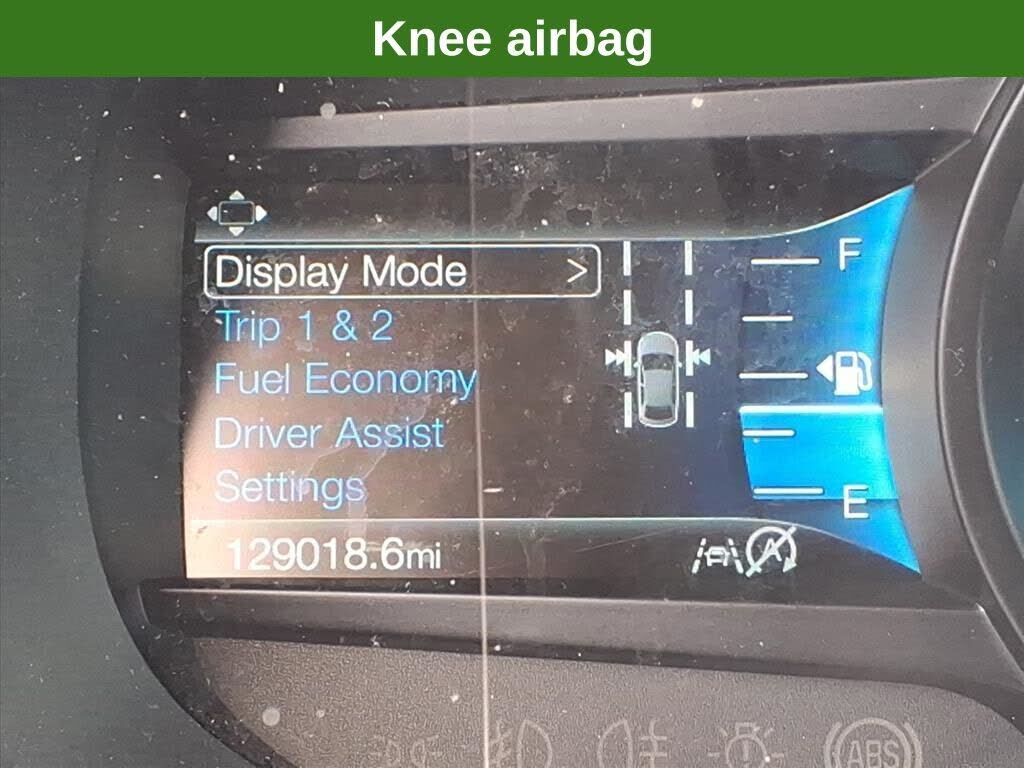 Knee airbag
Display Mode >
Trip 1 & 2
Fuel Economy
Driver Assist
Settings
129018.6mi
F
E
A
ABS